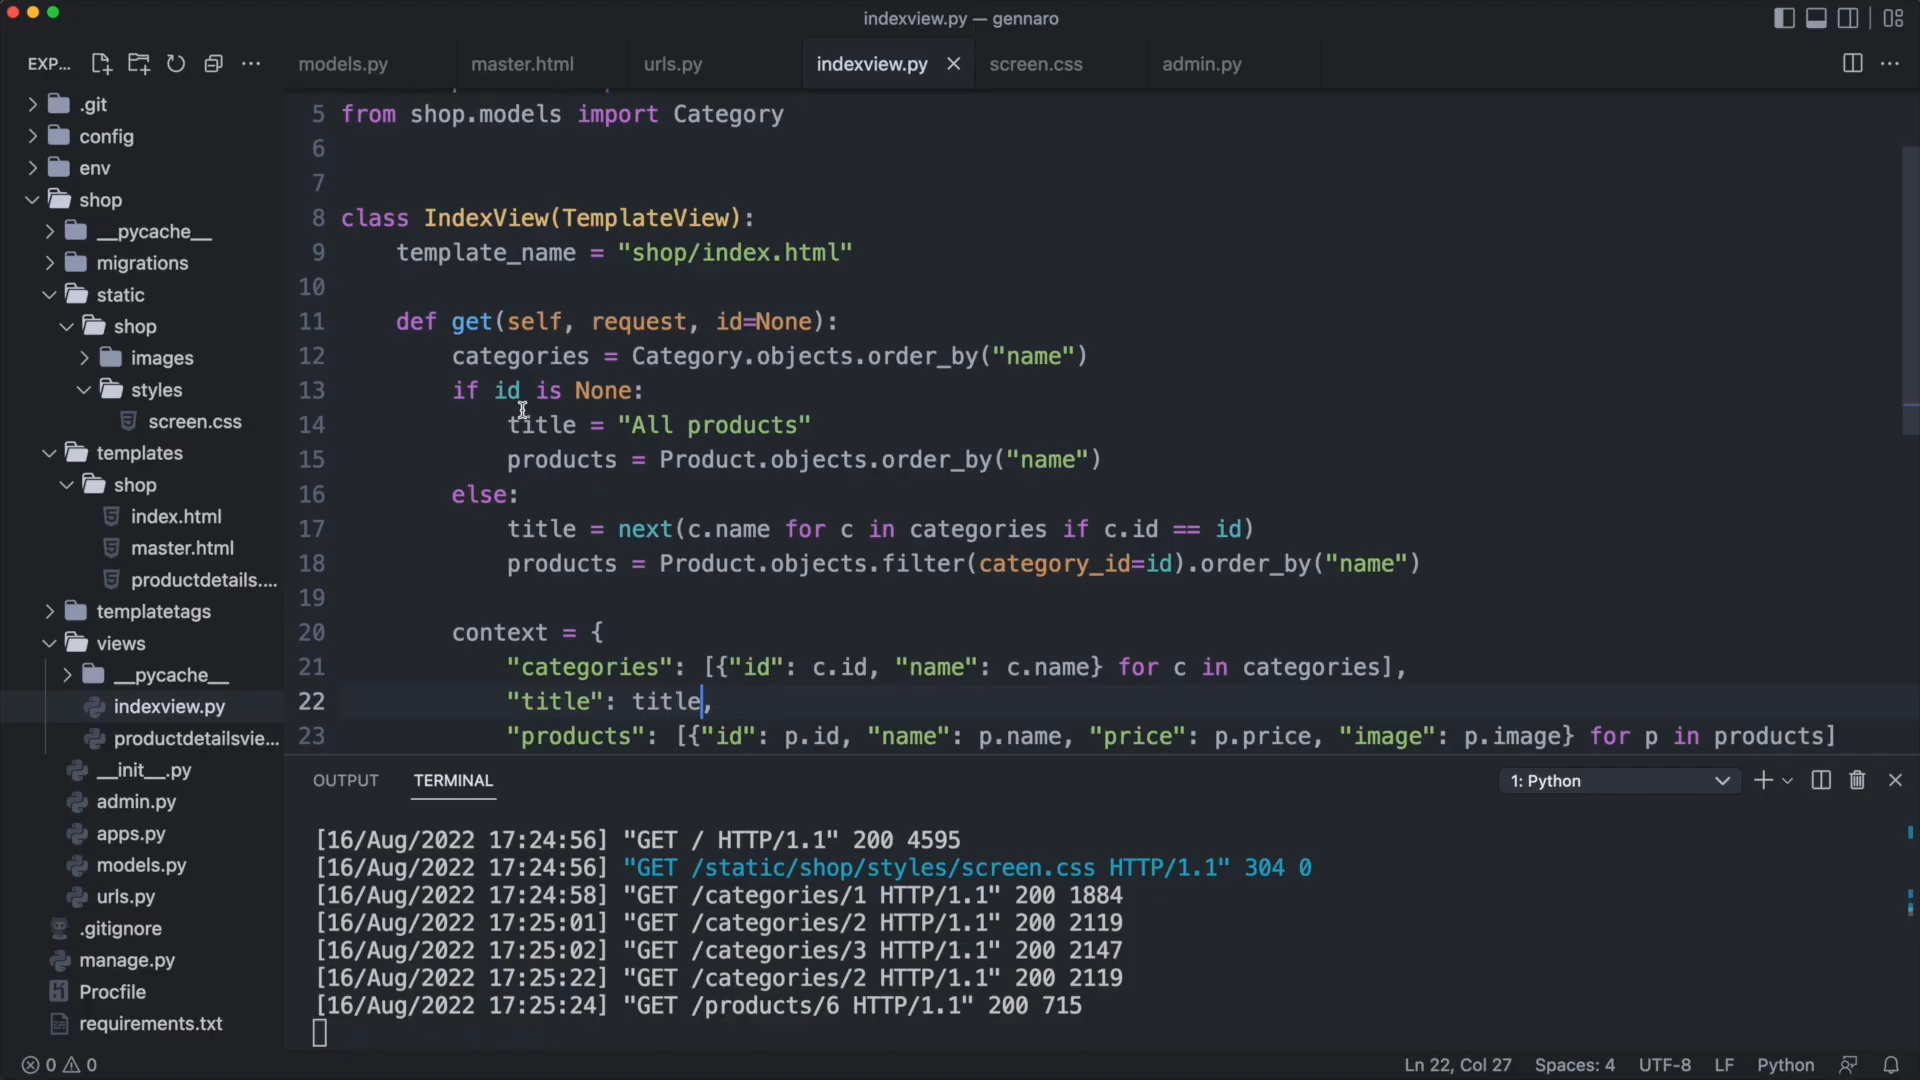 indexview.py — gennaro
EXP...
models.py
master.html
urls.py
indexview.py
screen.css
admin.py
.git
config
env
shop
__pycache__
migrations
static
shop
images
styles
screen.css
templates
shop
index.html
master.html
productdetails....
templatetags
views
__pycache__
indexview.py
productdetailsvie...
__init__.py
admin.py
apps.py
models.py
urls.py
.gitignore
manage.py
Procfile
requirements.txt
5 from shop.models import Category
6
7
8 class IndexView(TemplateView):
9 template_name = "shop/index.html"
10
11 def get(self, request, id=None):
12 categories = Category.objects.order_by("name")
13 if id is None:
14 title = "All products"
15 products = Product.objects.order_by("name")
16 else:
17 title = next(c.name for c in categories if c.id == id)
18 products = Product.objects.filter(category_id=id).order_by("name")
19
20 context = {
21 "categories": [{"id": c.id, "name": c.name} for c in categories],
22 "title": title,
23 "products": [{"id": p.id, "name": p.name, "price": p.price, "image": p.image} for p in products]
OUTPUT TERMINAL 1: Python
[16/Aug/2022 17:24:56] "GET / HTTP/1.1" 200 4595
[16/Aug/2022 17:24:56] "GET /static/shop/styles/screen.css HTTP/1.1" 304 0
[16/Aug/2022 17:24:58] "GET /categories/1 HTTP/1.1" 200 1884
[16/Aug/2022 17:25:01] "GET /categories/2 HTTP/1.1" 200 2119
[16/Aug/2022 17:25:02] "GET /categories/3 HTTP/1.1" 200 2147
[16/Aug/2022 17:25:22] "GET /categories/2 HTTP/1.1" 200 2119
[16/Aug/2022 17:25:24] "GET /products/6 HTTP/1.1" 200 715
0 0 Ln 22, Col 27 Spaces: 4 UTF-8 LF Python